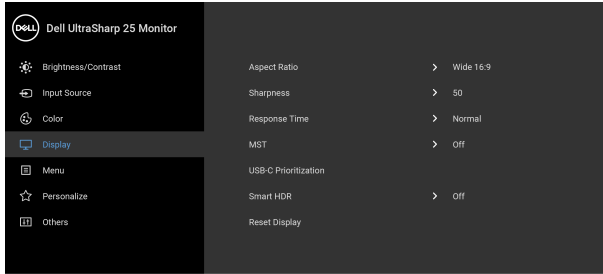 DELL Dell UltraSharp 25 Monitor
Brightness/Contrast
Input Source
Color
Display
Menu
Personalize
Others
Aspect Ratio > Wide 16:9
Sharpness > 50
Response Time > Normal
MST > Off
USB-C Prioritization
Smart HDR > Off
Reset Display